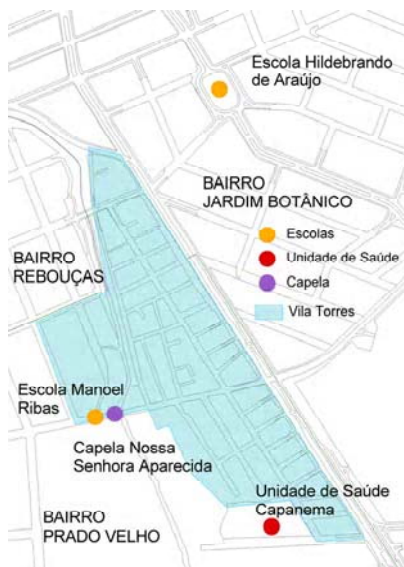 Escola Hildebrando
de Araújo
BAIRRO
JARDIM BOTÂNICO
Escolas
Unidade de Saúde
Capela
Vila Torres
BAIRRO
REBOUÇAS
Escola Manoel
Ribas
Capela Nossa
Senhora Aparecida
Unidade de Saúde
Capanema
BAIRRO
PRADO VELHO